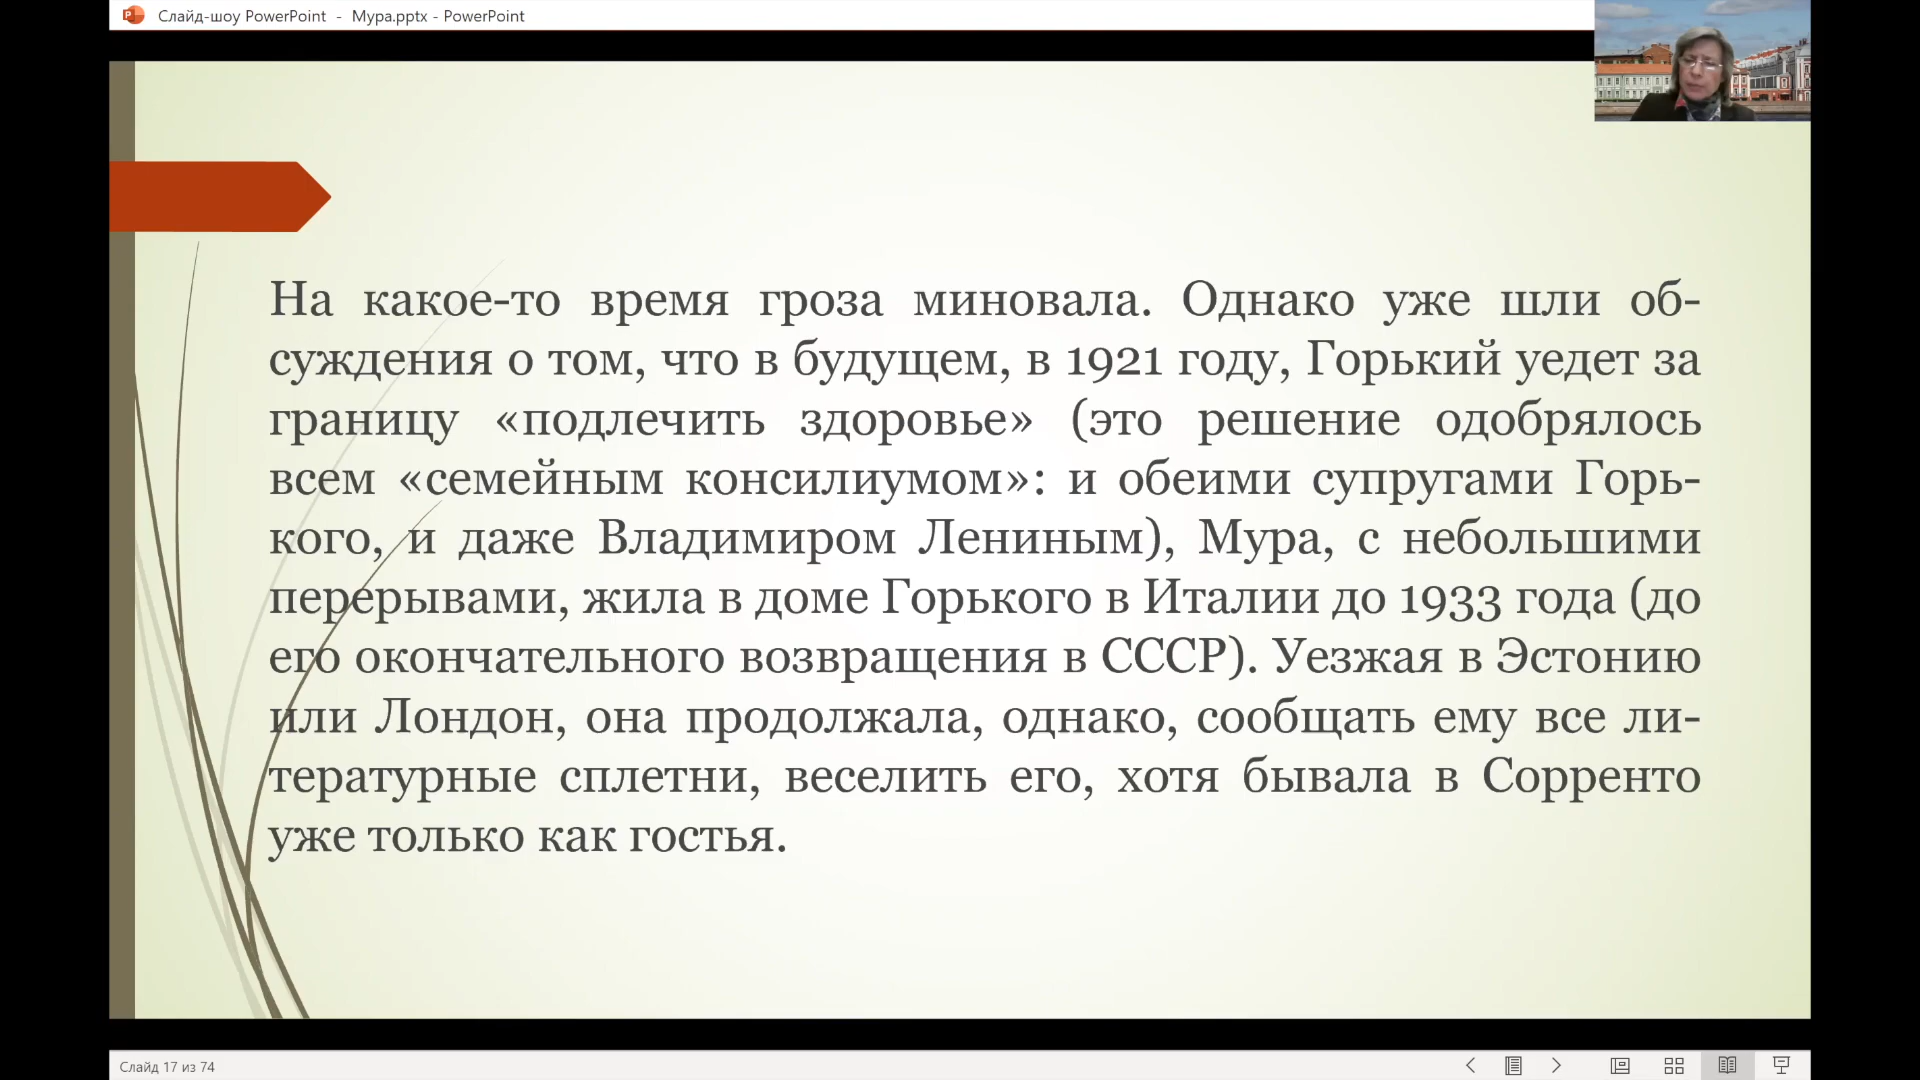 Слайд-шоу PowerPoint - Мура.pptx - PowerPoint
На какое-то время гроза миновала. Однако уже шли об-
суждения о том, что в будущем, в 1921 году, Горький уедет за
границу «подлечить здоровье» (это решение одобрялось
всем «семейным консилиумом»: и обеими супругами Горь-
кого, и даже Владимиром Лениным), Мура, с небольшими
перерывами, жила в доме Горького в Италии до 1933 года (до
его окончательного возвращения в СССР). Уезжая в Эстонию
или Лондон, она продолжала, однако, сообщать ему все ли-
тературные сплетни, веселить его, хотя бывала в Сорренто
уже только как гостья.
Слайд 17 из 74